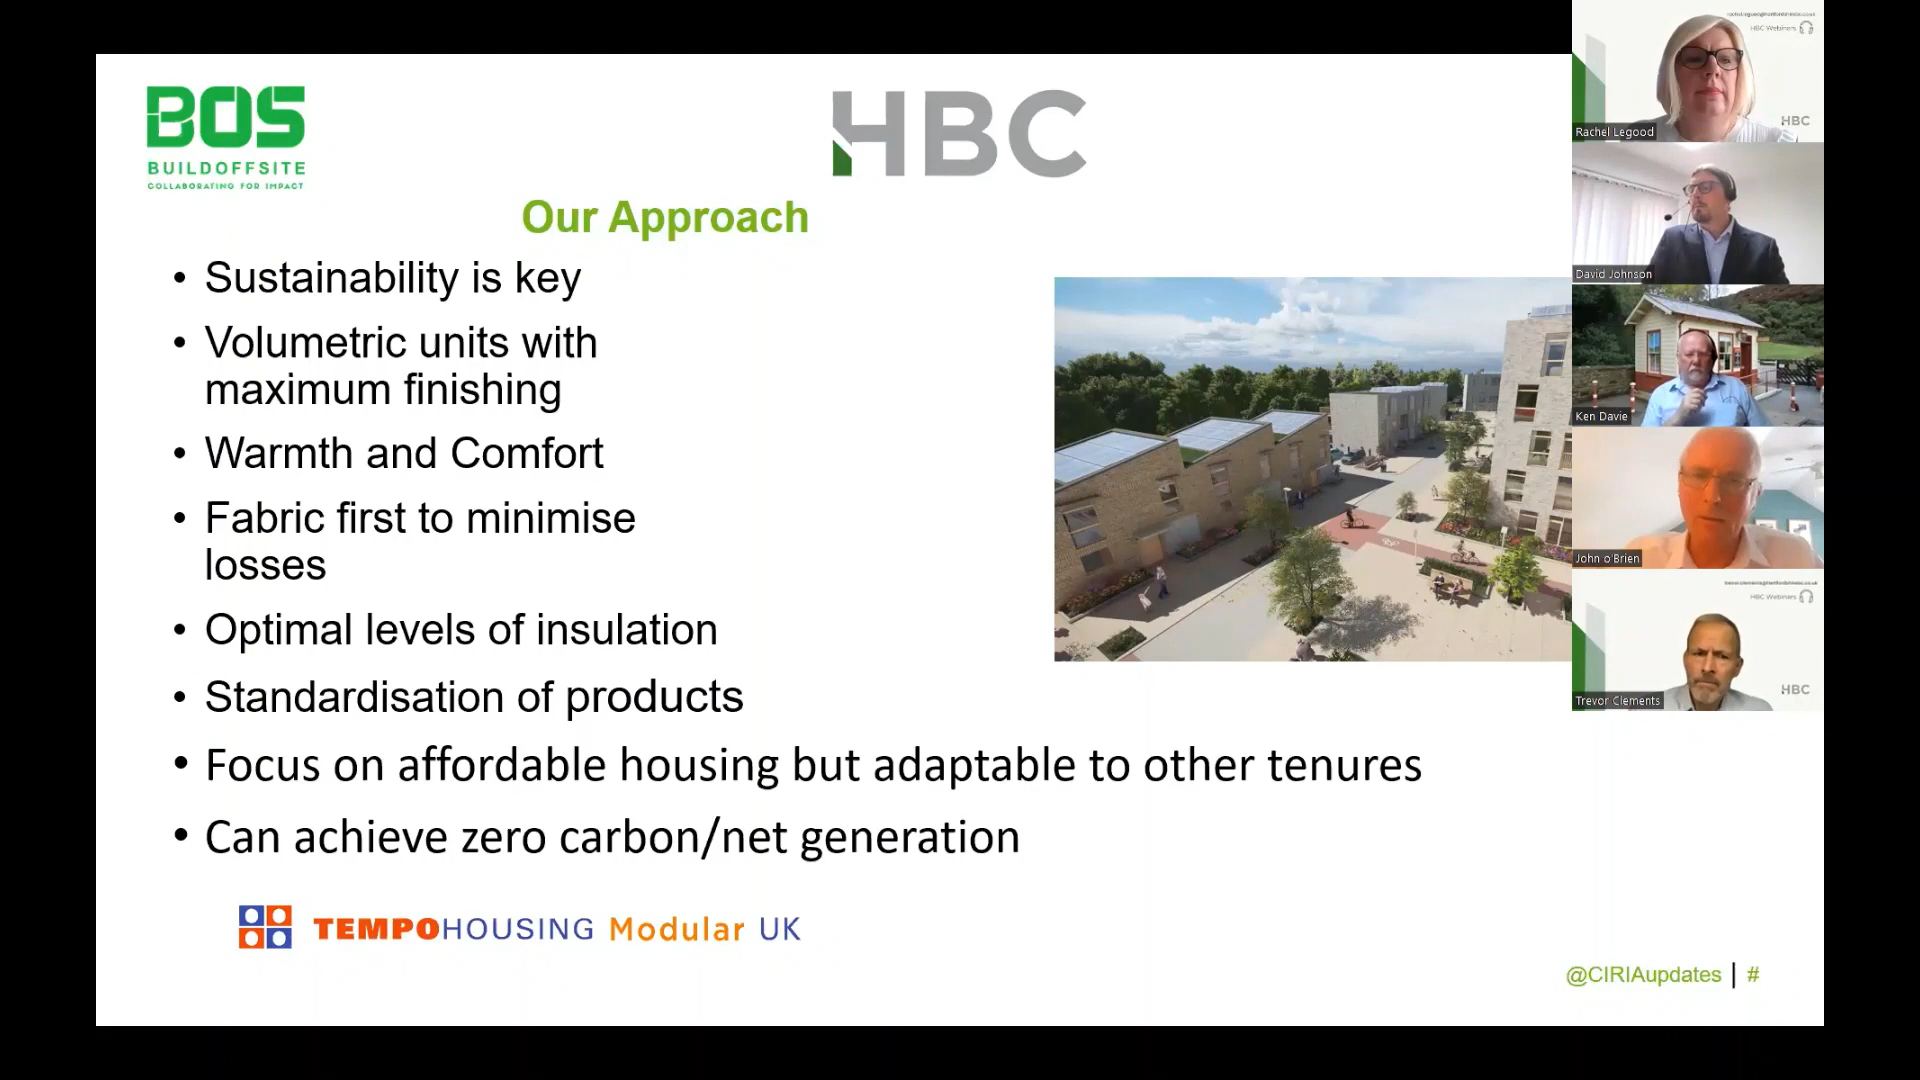 BOS
BUILDOFFSITE
COLLABORATING FOR IMPACT
HBC
Our Approach
• Sustainability is key
• Volumetric units with
maximum finishing
• Warmth and Comfort
• Fabric first to minimise
losses
• Optimal levels of insulation
• Standardisation of products
• Focus on affordable housing but adaptable to other tenures
• Can achieve zero carbon/net generation
TEMPOHOUSING Modular UK
@CIRIAupdates | #
HBC Webinars
HBC
Rachel Legood
David Johnson
Ken Davie
John o'Brien
HBC Webinars
HBC
Trevor Clements